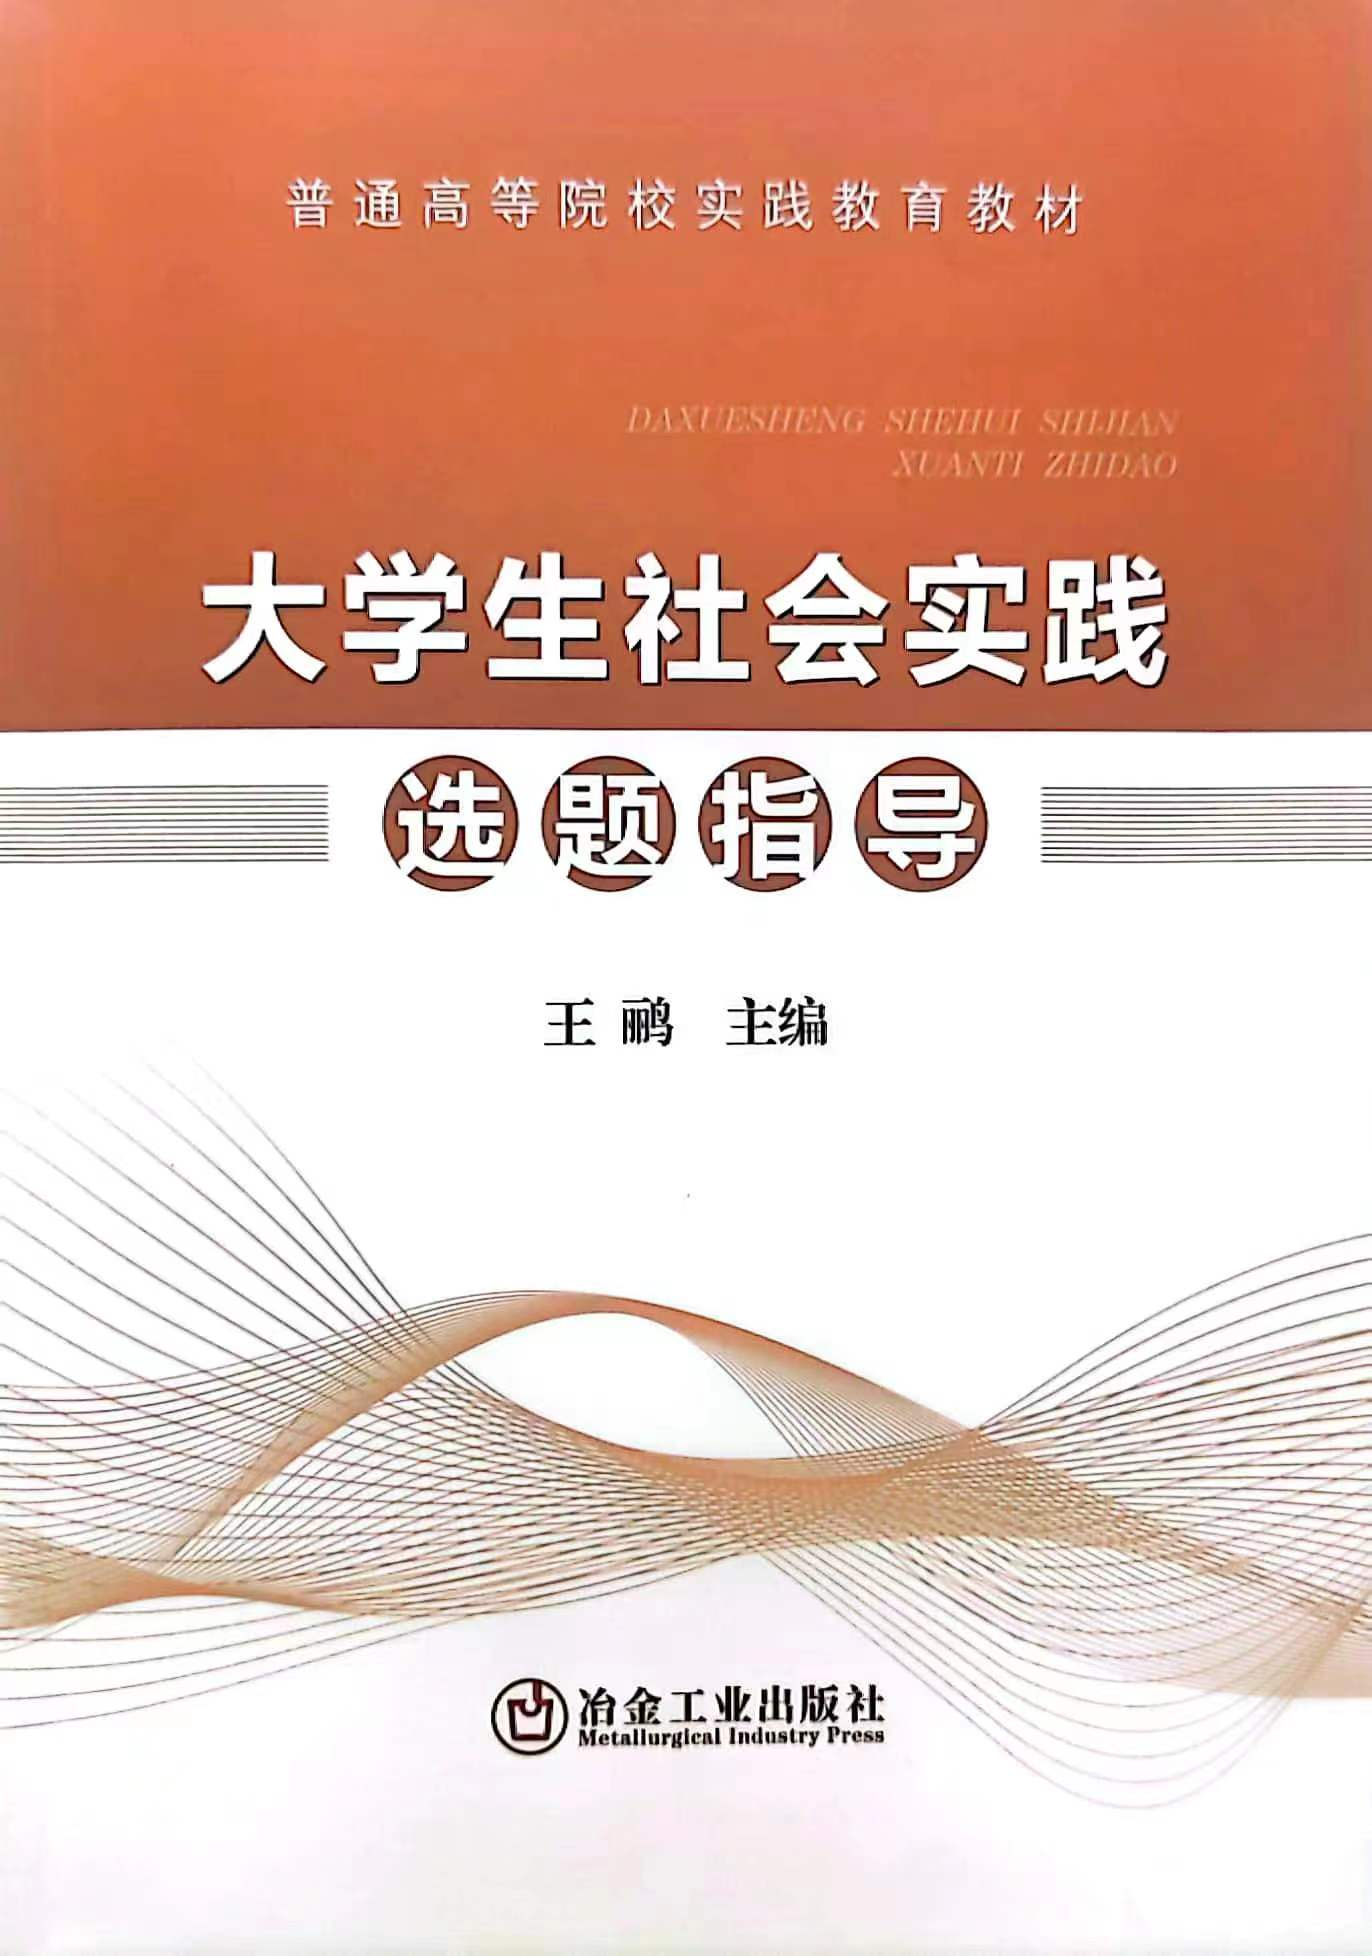 普通高等院校实践教育教材
DAXUESHENG SHEHUI SHIJIAN
XUANTI ZHIDAO
大学生社会实践
选题指导
王鹂 主编
冶金工业出版社
Metallurgical Industry Press